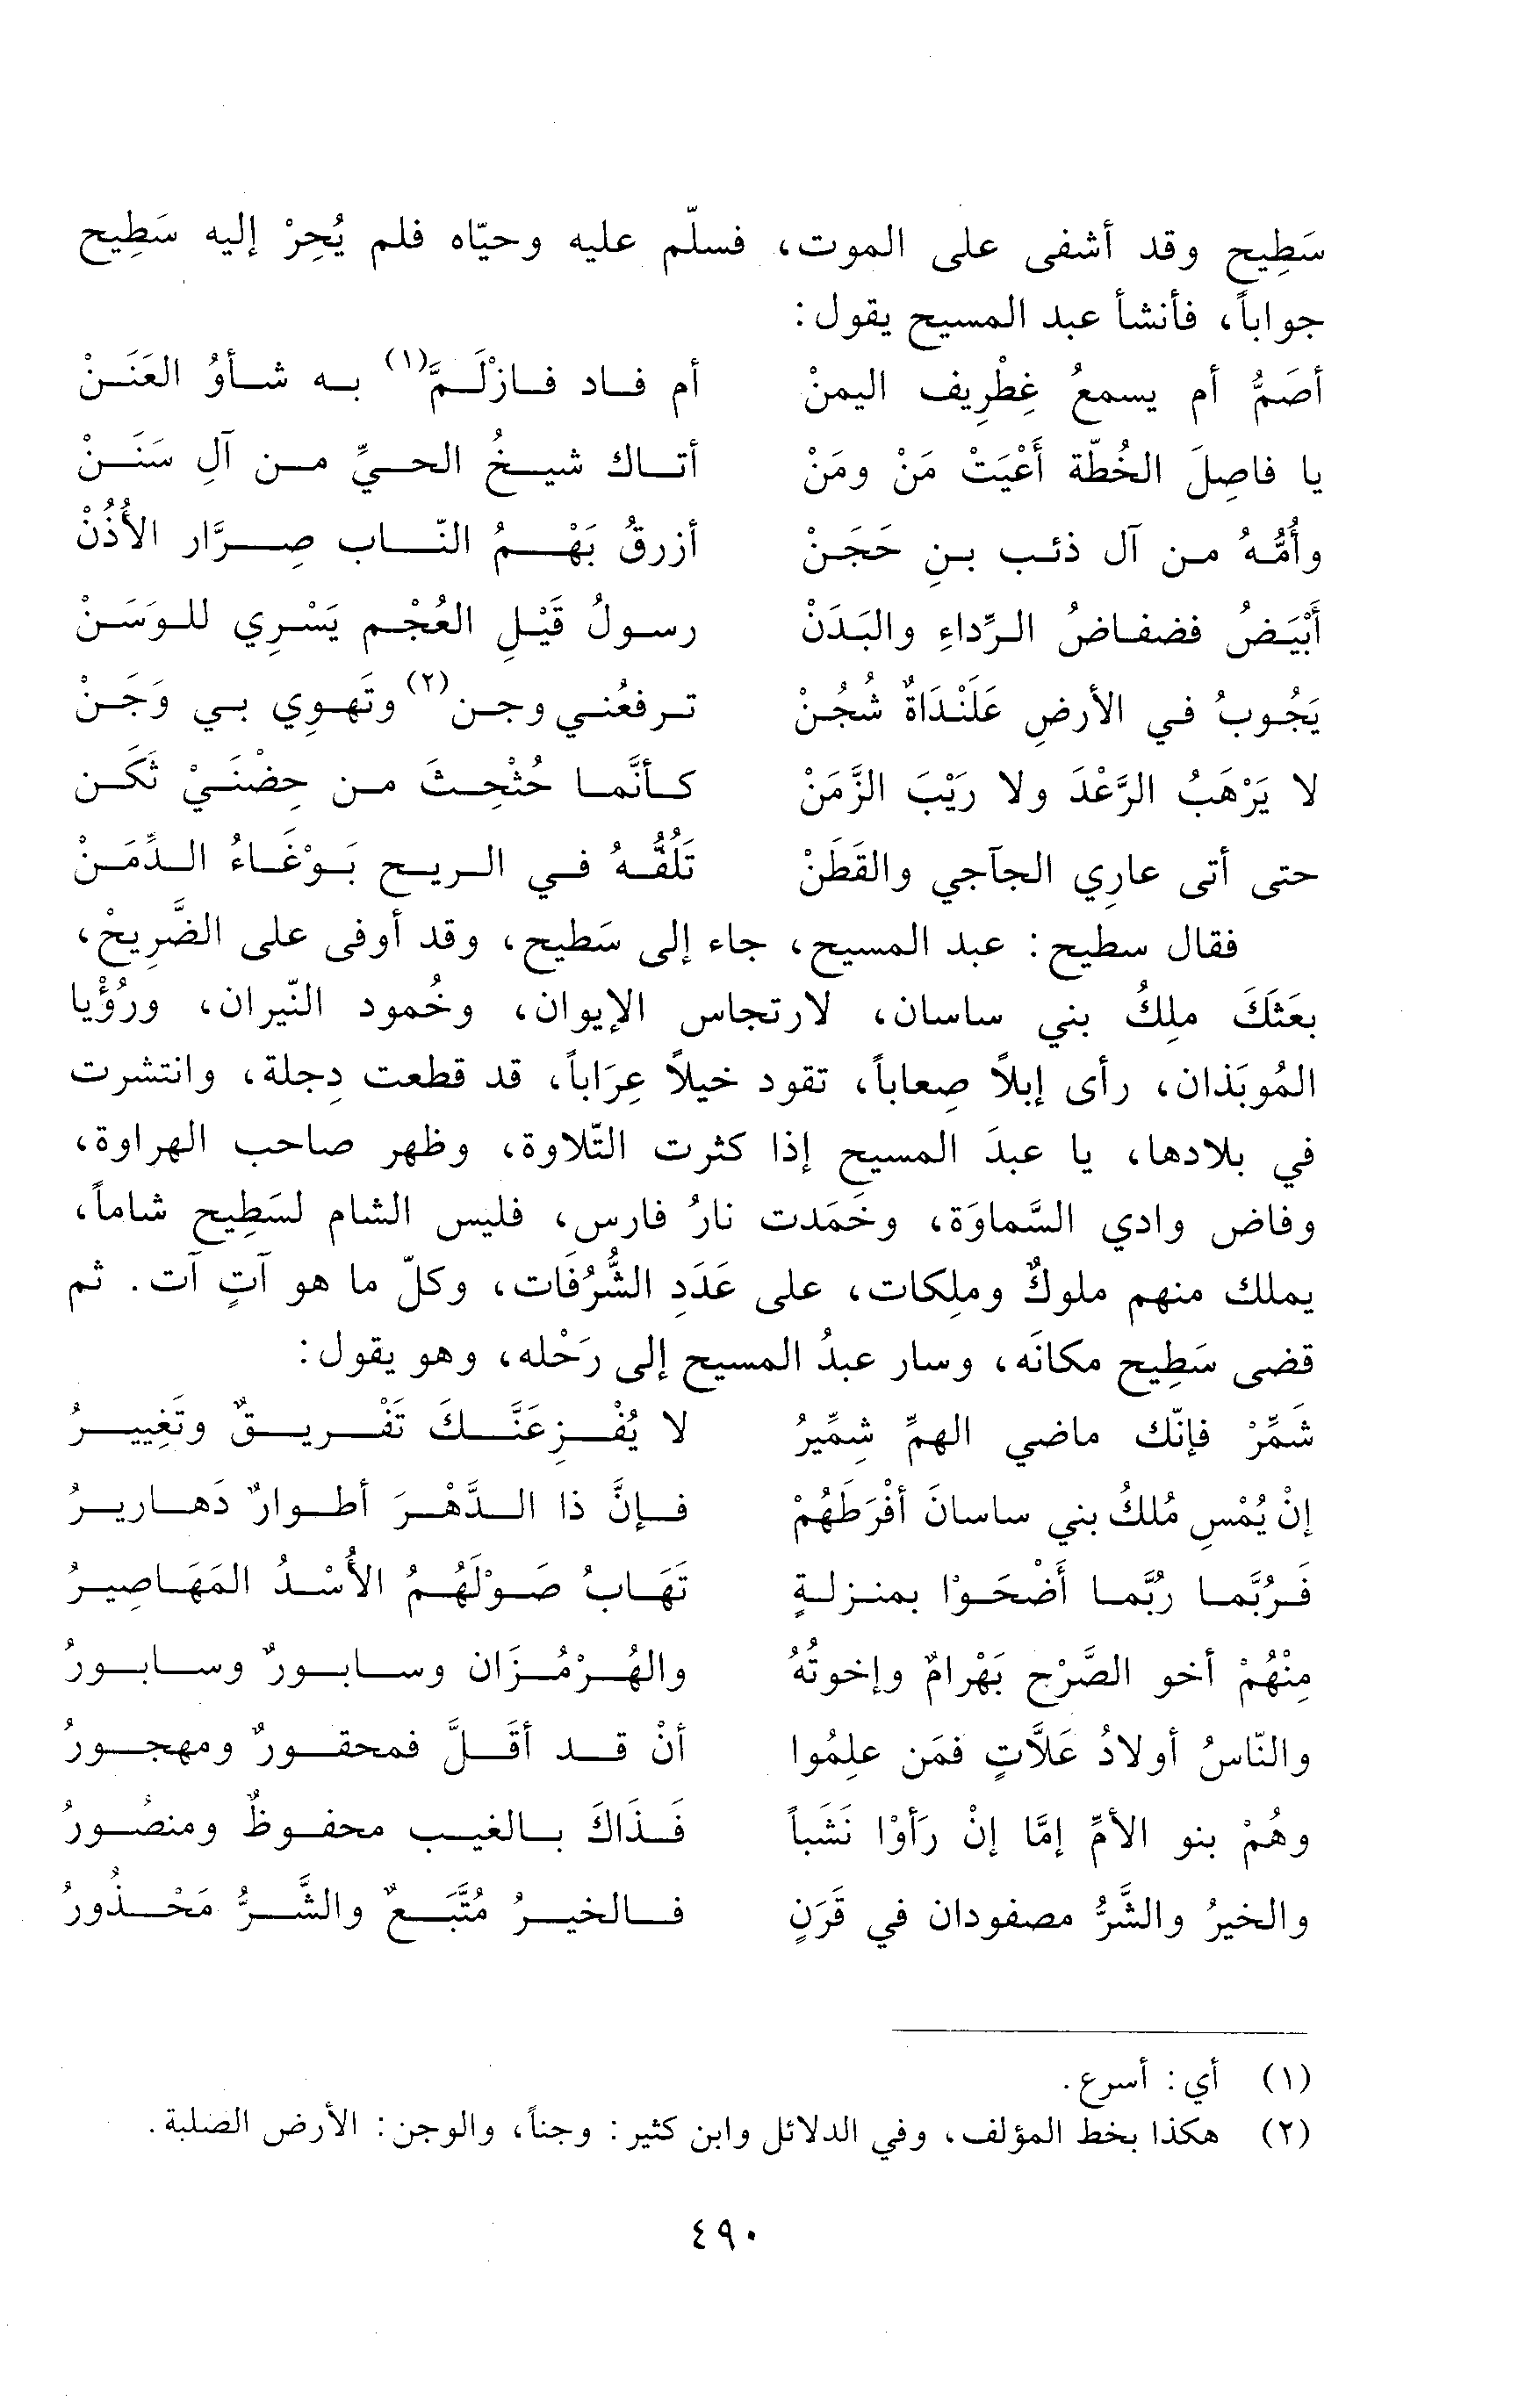 سَطِيح وقد أشفى على الموت، فسلّم عليه وحيّاه فلم يُحِرْ إليه سَطِيح
جواباً، فأنشأ عبد المسيح يقول:
أصَمُّ أم يسمعُ غِطْرِيف اليمنْ أم فاد فازْلَمَّ(١) به شأوُ العَنَنْ
يا فاصِلَ الخُطّة أَعْيَتْ مَنْ ومَنْ أتاك شيخُ الحيِّ من آلِ سَنَنْ
وأُمُّهُ من آل ذئب بنِ حَجَنْ أزرقُ بَهْمُ النّاب صِرَّار الأُذُنْ
أَبْيَضُ فضفاضُ الرِّداءِ والبَدَنْ رسولُ قَيْلِ العُجْم يَسْرِي للوَسَنْ
يَجُوبُ في الأرضِ عَلَنْدَاةٌ شُجُنْ ترفعُني وجن(٢) وتَهوِي بي وَجَنْ
لا يَرْهَبُ الرَّعْدَ ولا رَيْبَ الزَّمَنْ كأنَّما حُثْحِثَ من حِضْنَيْ ثَكَن
حتى أتى عارِي الجآجي والقَطَنْ تَلُفُّهُ في الريح بَوْغَاءُ الدِّمَنْ
فقال سطيح: عبد المسيح، جاء إلى سَطيح، وقد أوفى على الضَّرِيحْ،
بعَثَكَ ملِكُ بني ساسان، لارتجاس الإيوان، وخُمود النّيران، ورُؤْيا
المُوبَذان، رأى إبلاً صِعاباً، تقود خيلاً عِرَاباً، قد قطعت دِجلة، وانتشرت
في بلادها، يا عبدَ المسيح إذا كثرت التّلاوة، وظهر صاحب الهراوة،
وفاض وادي السَّماوَة، وخَمَدت نارُ فارس، فليس الشام لسَطِيح شاماً،
يملك منهم ملوكٌ وملِكات، على عَدَدِ الشُّرُفَات، وكلّ ما هو آتٍ آت. ثم
قضى سَطِيح مكانَه، وسار عبدُ المسيح إلى رَحْله، وهو يقول:
شَمِّرْ فإنّك ماضي الهمِّ شِمِّيرُ لا يُفْزِعَنَّكَ تَفْريقٌ وتَغِييرُ
إنْ يُمْسِ مُلكُ بني ساسانَ أفْرَطَهُمْ فإنَّ ذا الدَّهْرَ أطوارٌ دَهاريرُ
فَرُبَّما رُبَّما أَضْحَوْا بمنزلةٍ تَهَابُ صَوْلَهُمُ الأُسْدُ المَهَاصِيرُ
مِنْهُمْ أخو الصَّرْح بَهْرامٌ وإخوتُهُ والهُرْمُزَان وسابورٌ وسابورُ
والنّاسُ أولادُ عَلاَّتٍ فمَن علِمُوا أنْ قد أقَلَّ فمحقورٌ ومهجورُ
وهُمْ بنو الأمِّ إمَّا إنْ رَأَوْا نَشَباً فَذَاكَ بالغيب محفوظٌ ومنصُورُ
والخيرُ والشَّرُّ مصفودان في قَرَنٍ فالخيرُ مُتَّبَعٌ والشَّرُّ مَحْذُورُ
(١) أي: أسرع.
(٢) هكذا بخط المؤلف، وفي الدلائل وابن كثير: وجناً، والوجن: الأرض الصلبة.
٤٩٠